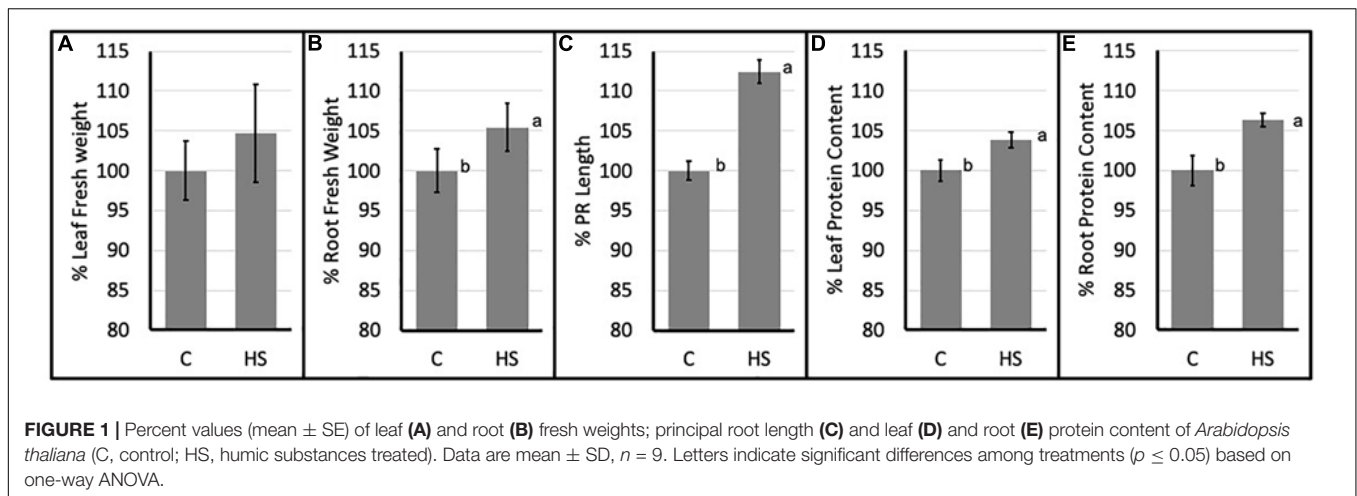 A
% Leaf Fresh weight
115
110
105
100
95
90
85
80
C HS
B
% Root Fresh Weight
115
110
105
100
95
90
85
80
b
a
C HS
C
% PR Length
115
110
105
100
95
90
85
80
b
a
C HS
D
% Leaf Protein Content
115
110
105
100
95
90
85
80
b
a
C HS
E
% Root Protein Content
115
110
105
100
95
90
85
80
b
a
C HS
FIGURE 1 | Percent values (mean ± SE) of leaf (A) and root (B) fresh weights; principal root length (C) and leaf (D) and root (E) protein content of Arabidopsis
thaliana (C, control; HS, humic substances treated). Data are mean ± SD, n = 9. Letters indicate significant differences among treatments (p ≤ 0.05) based on
one-way ANOVA.